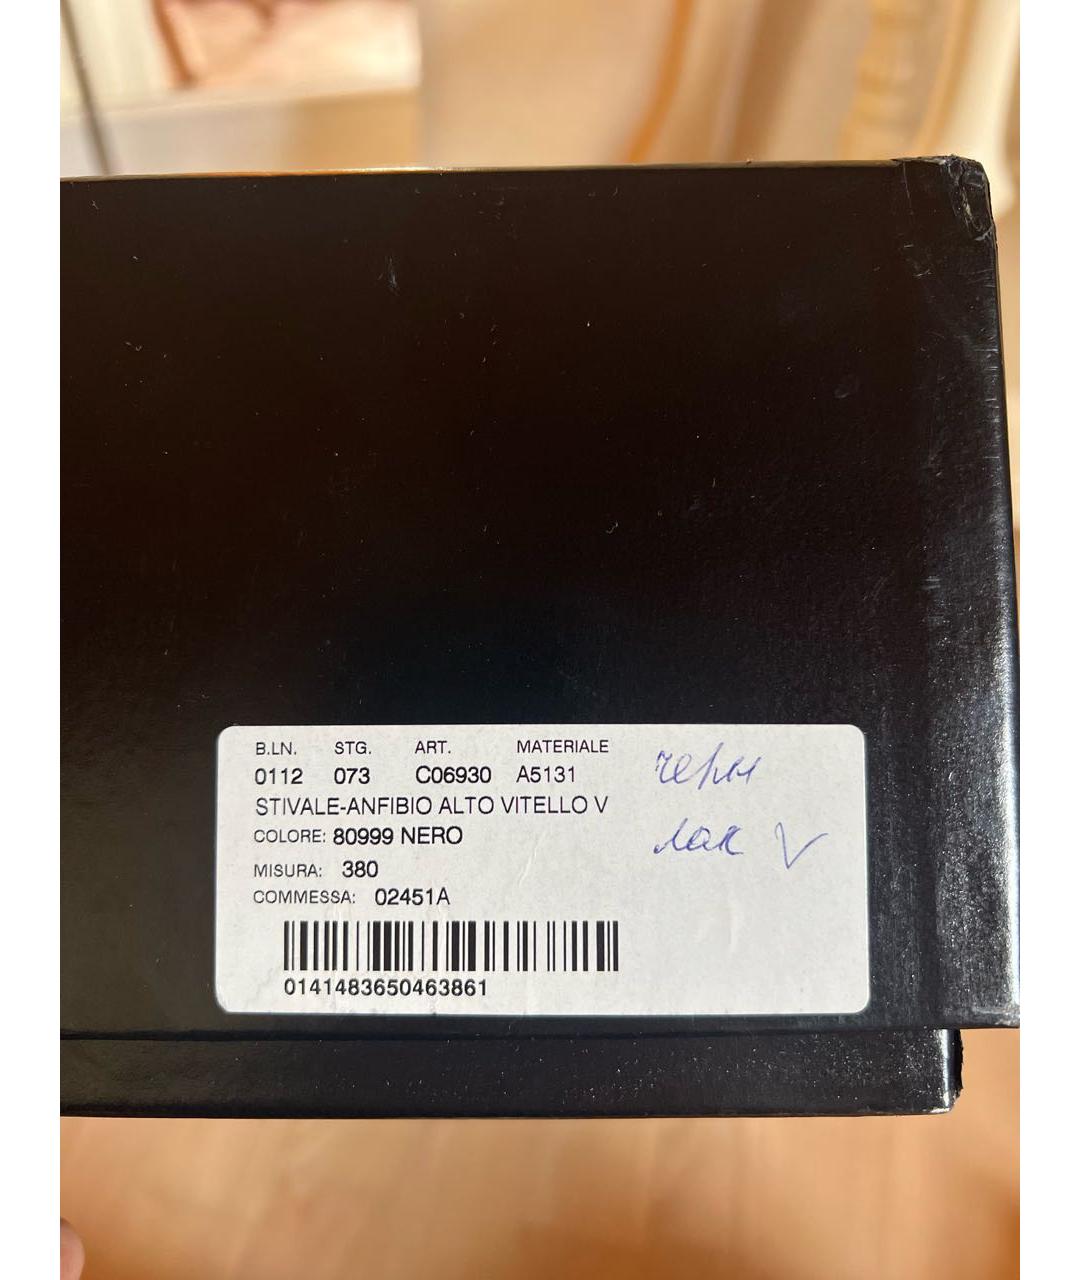 B.LN. STG. ART. MATERIALE
0112 073 C06930 A5131
STIVALE-ANFIBIO ALTO VITELLO V
COLORE: 80999 NERO
MISURA: 380
COMMESSA: 02451A
0141483650463861
черн
лак V